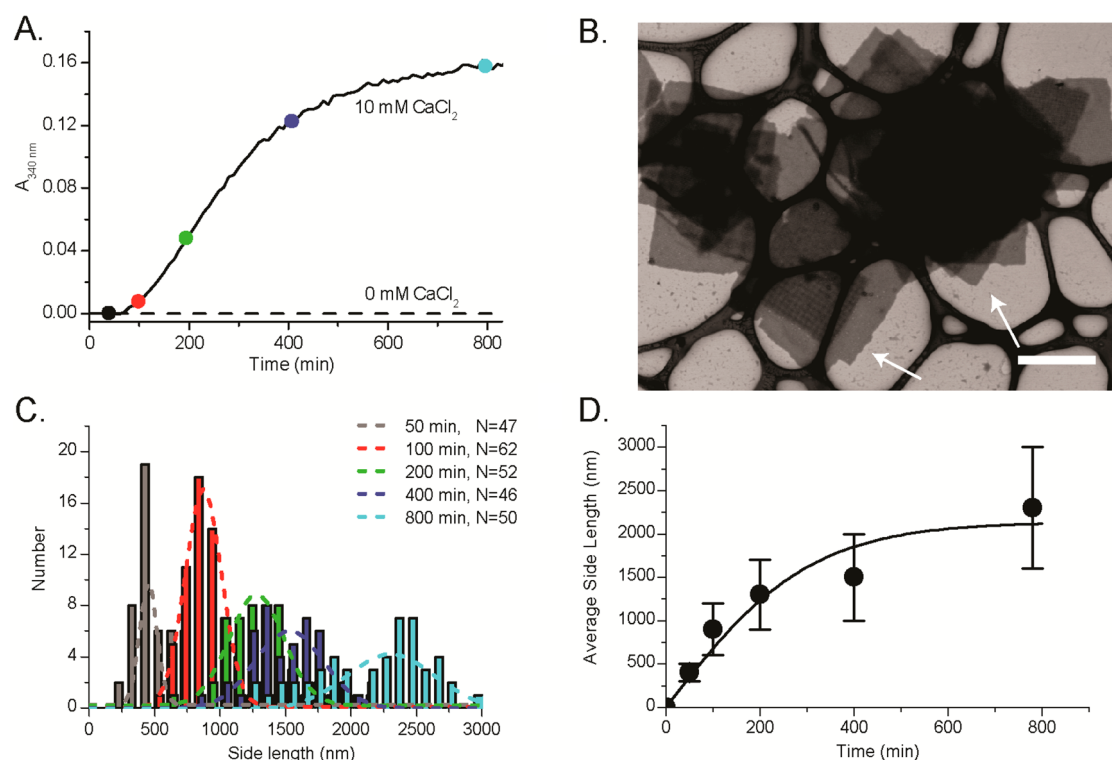 A.
0.16
0.12
0.08
0.04
0.00
A340 nm
10 mM CaCl2
0 mM CaCl2
0 200 400 600 800
Time (min)
B.
C.
20
16
12
8
4
0
Number
50 min, N=47
100 min, N=62
200 min, N=52
400 min, N=46
800 min, N=50
0 500 1000 1500 2000 2500 3000
Side length (nm)
D.
3000
2500
2000
1500
1000
500
0
Average Side Length (nm)
0 200 400 600 800
Time (min)